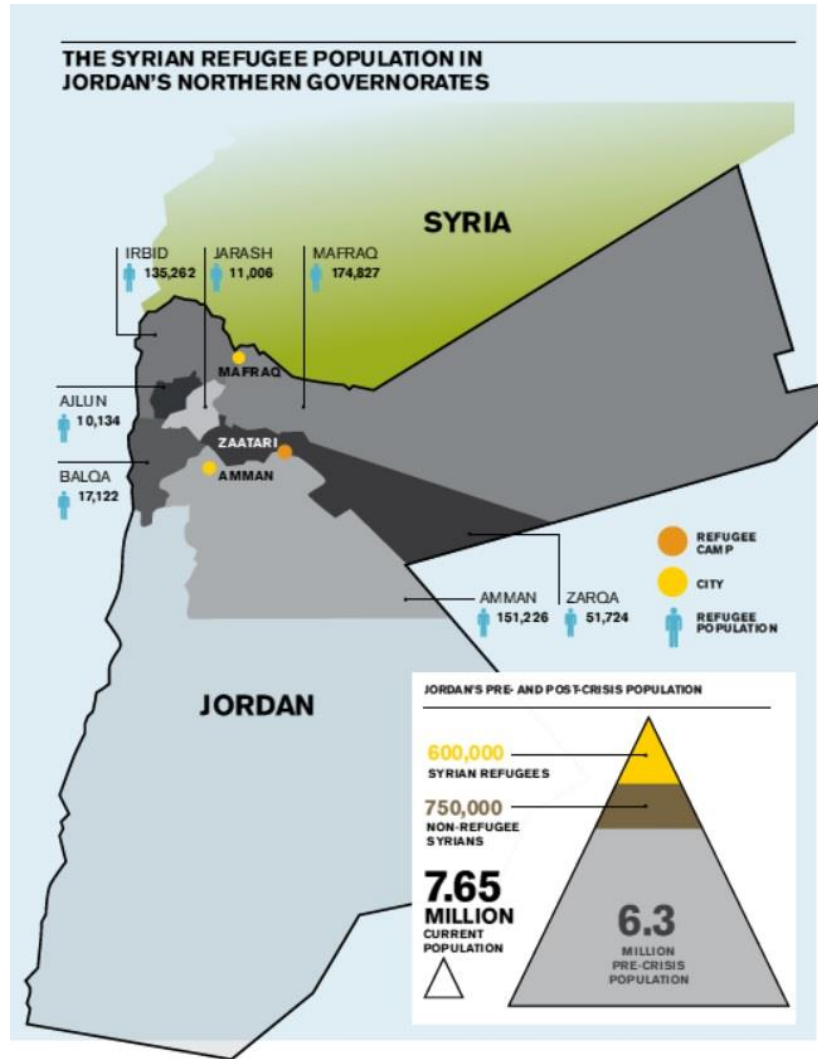 THE SYRIAN REFUGEE POPULATION IN
JORDAN'S NORTHERN GOVERNORATES
SYRIA
IRBID
135,262
JARASH
11,006
MAFRAQ
174,827
MAFRAQ
AJLUN
10,134
ZAATARI
AMMAN
BALQA
17,122
REFUGEE
CAMP
CITY
REFUGEE
POPULATION
AMMAN
151,226
ZARQA
51,724
JORDAN
JORDAN'S PRE- AND POST-CRISIS POPULATION
600,000
SYRIAN REFUGEES
750,000
NON-REFUGEE
SYRIANS
7.65
MILLION
CURRENT
POPULATION
6.3
MILLION
PRE-CRISIS
POPULATION